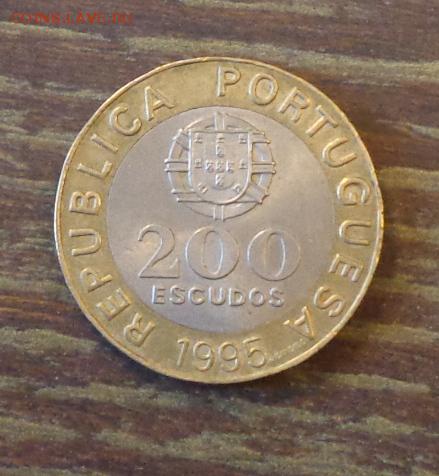 COINS.LAVE.RU
REPUBLICA PORTUGUESA
200
ESCUDOS
1995